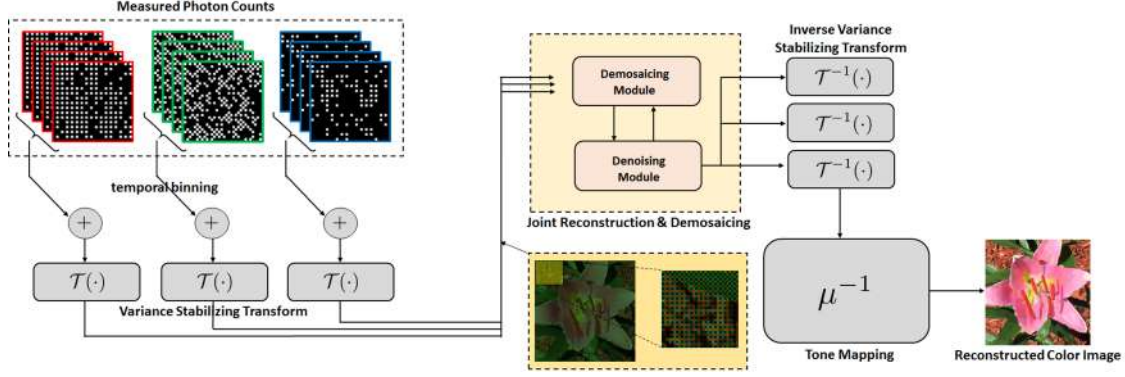 Measured Photon Counts
temporal binning
+
+
+
𝒯(·)
𝒯(·)
𝒯(·)
Variance Stabilizing Transform
Demosaicing
Module
Denoising
Module
Joint Reconstruction & Demosaicing
Inverse Variance
Stabilizing Transform
𝒯⁻¹(·)
𝒯⁻¹(·)
𝒯⁻¹(·)
μ⁻¹
Tone Mapping
Reconstructed Color Image